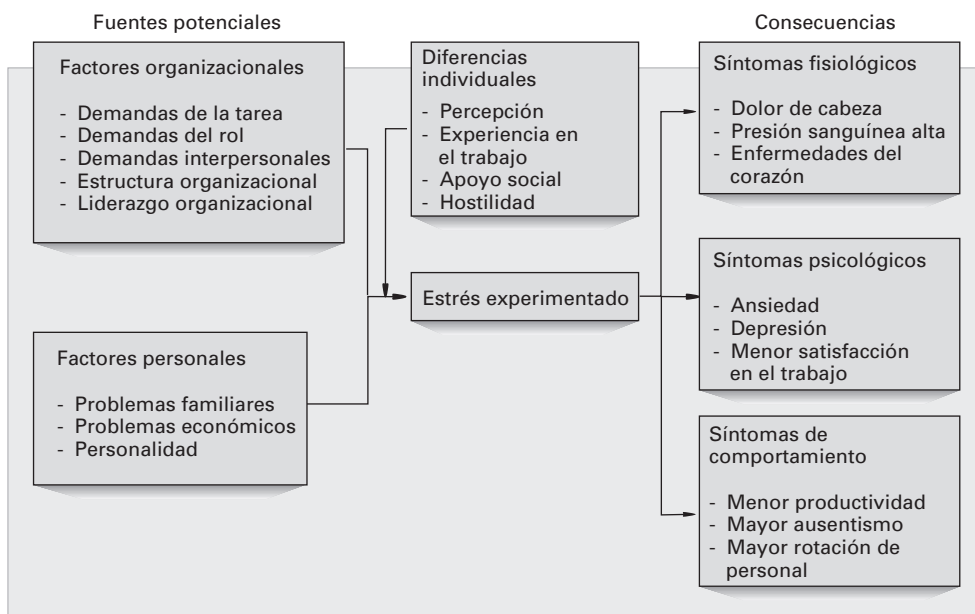 Fuentes potenciales
Factores organizacionales
- Demandas de la tarea
- Demandas del rol
- Demandas interpersonales
- Estructura organizacional
- Liderazgo organizacional
Factores personales
- Problemas familiares
- Problemas económicos
- Personalidad
Diferencias
individuales
- Percepción
- Experiencia en
el trabajo
- Apoyo social
- Hostilidad
Estrés experimentado
Consecuencias
Síntomas fisiológicos
- Dolor de cabeza
- Presión sanguínea alta
- Enfermedades del
corazón
Síntomas psicológicos
- Ansiedad
- Depresión
- Menor satisfacción
en el trabajo
Síntomas de
comportamiento
- Menor productividad
- Mayor ausentismo
- Mayor rotación de
personal